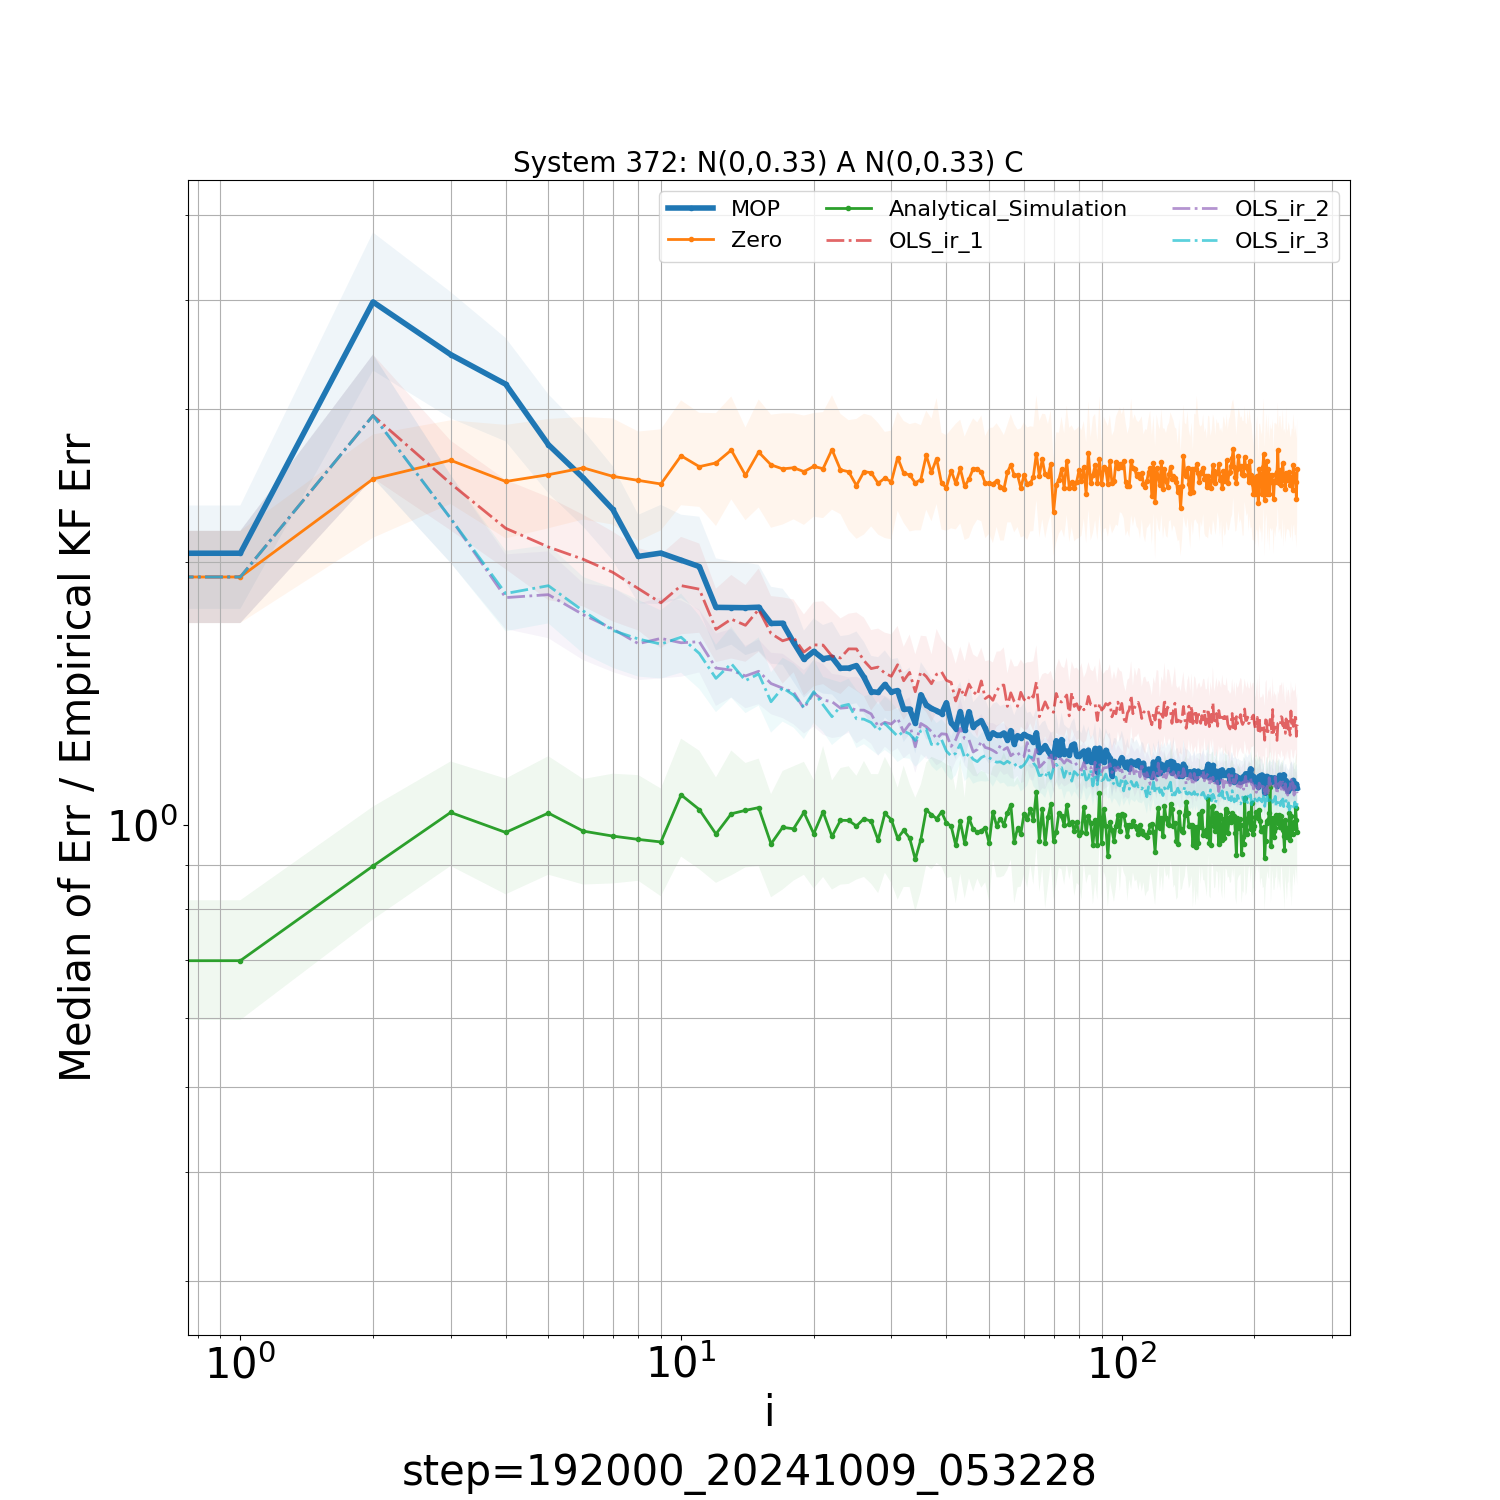 System 372: N(0,0.33) A N(0,0.33) C
MOP
Zero
Analytical_Simulation
OLS_ir_1
OLS_ir_2
OLS_ir_3
Median of Err / Empirical KF Err
10⁰
10⁰
10¹
10²
i
step=192000_20241009_053228